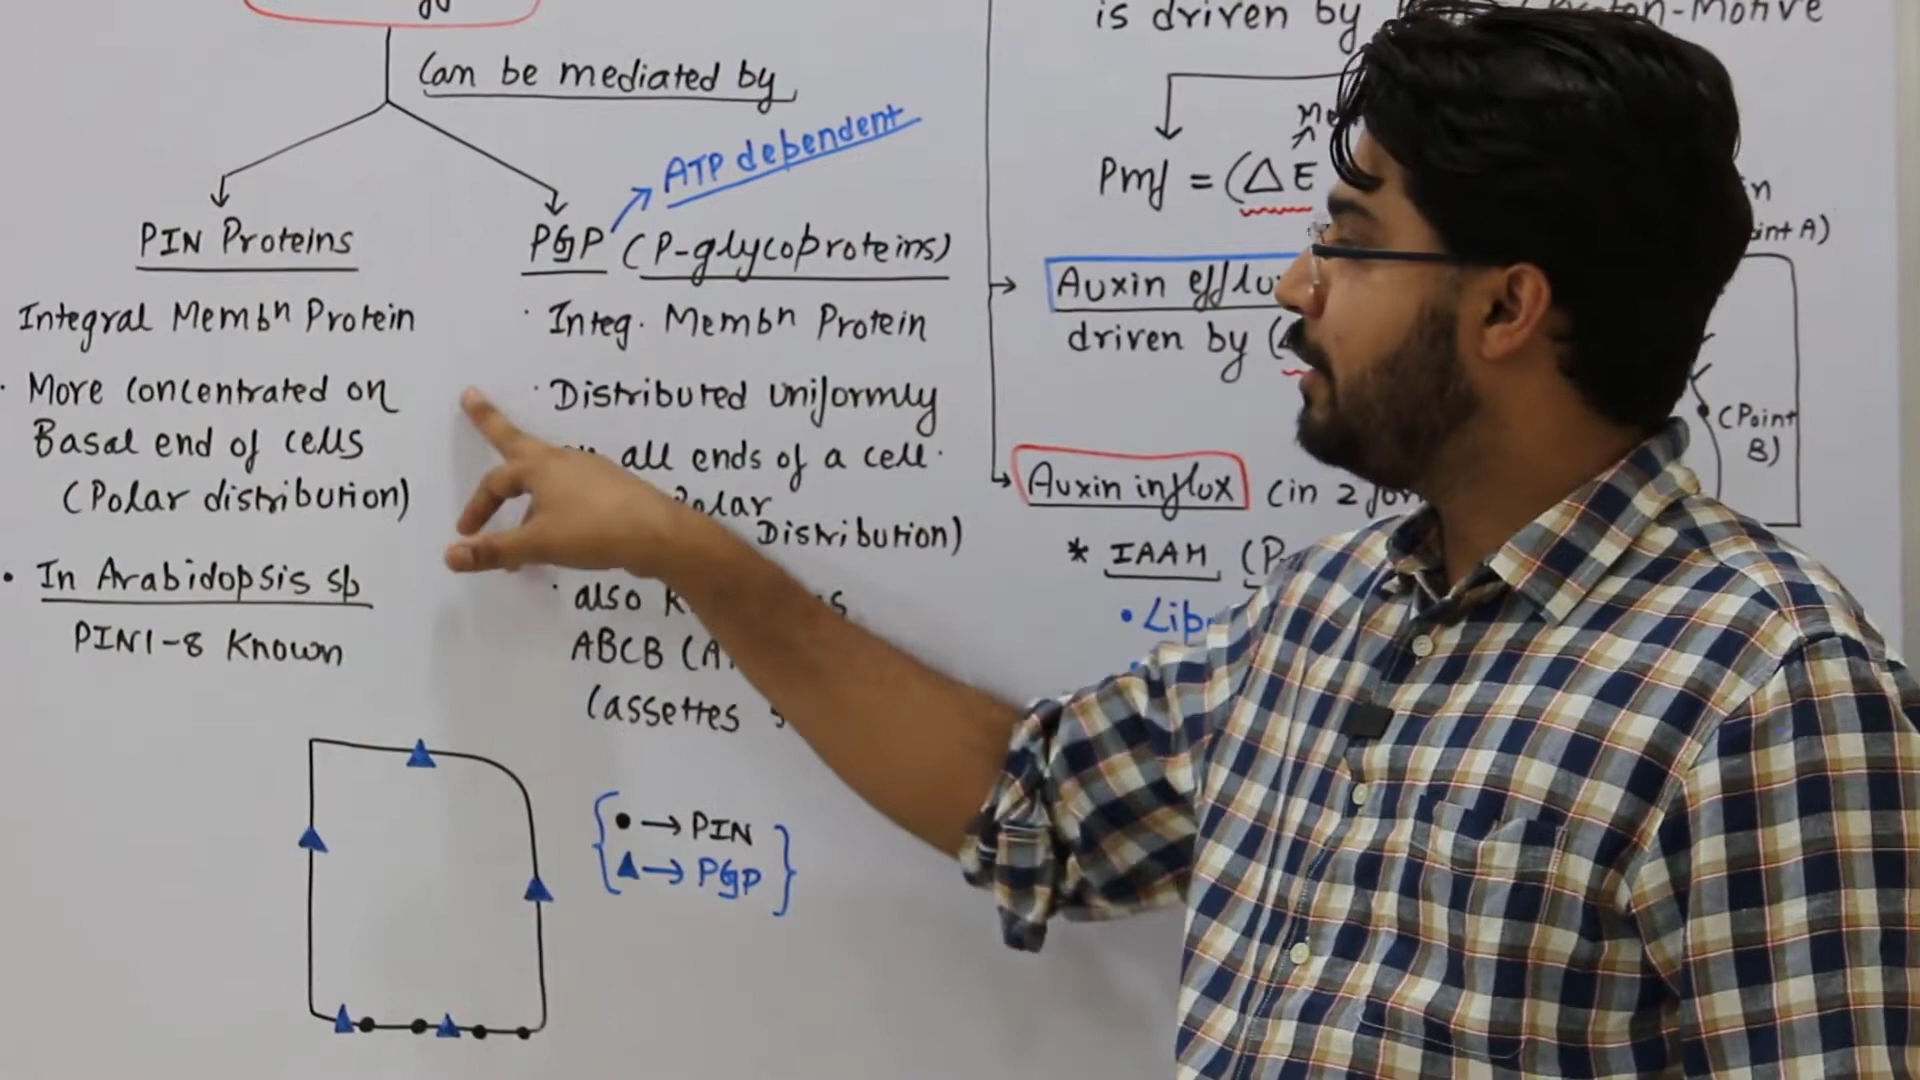 Can be mediated by
ATP dependent
PIN Proteins
Integral Membn Protein
· More Concentrated on
Basal end of cells
(Polar distribution)
• In Arabidopsis sp
PIN1-8 Known
PGP (P-glycoproteins)
· Integ. Membn Protein
· Distributed uniformly
all ends of a cell.
Distribution)
· also
ABCB
Cassettes
• → PIN
▲ → PGP
is driven by
-Motive
Pmf = (ΔE
Auxin efflu
driven by
Auxin influx (in 2
* IAAH
(Point
B)